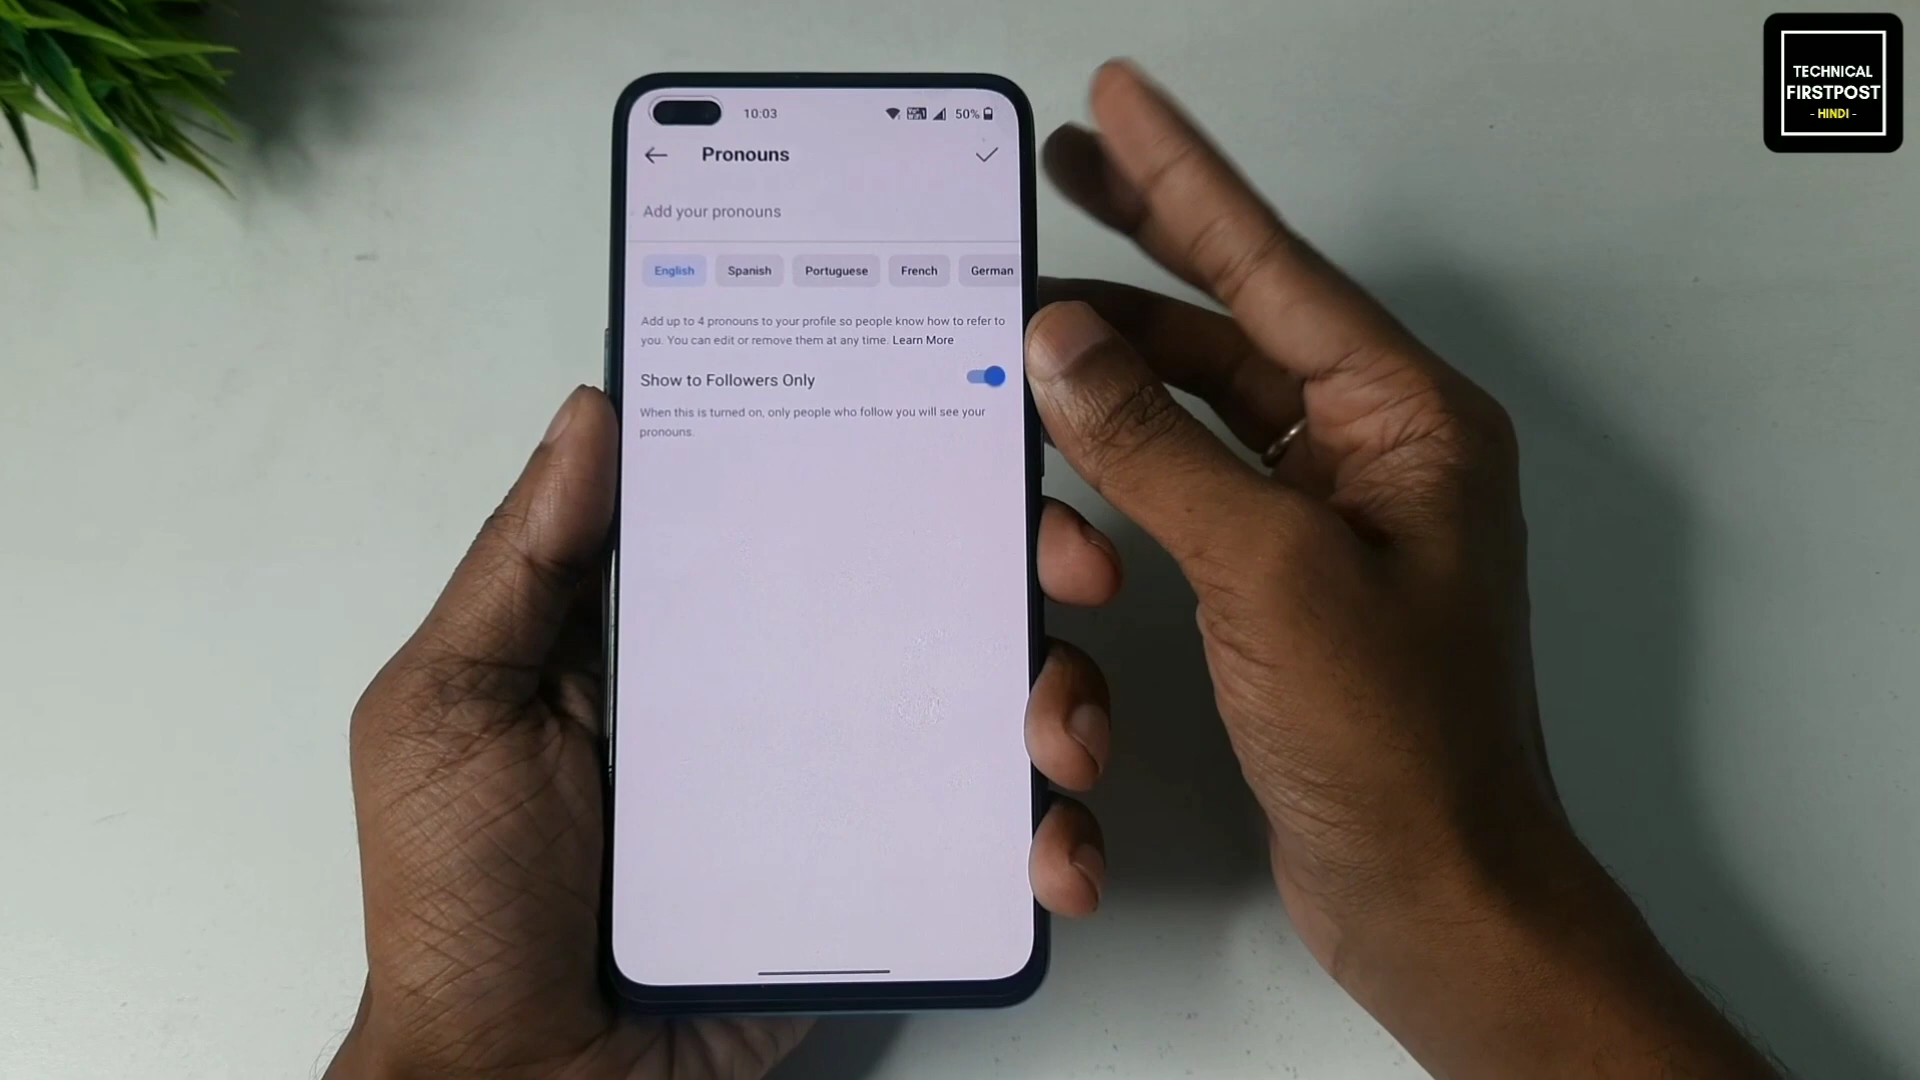 TECHNICAL
FIRSTPOST
- HINDI -
10:03
50%
Pronouns
Add your pronouns
English Spanish Portuguese French German
Add up to 4 pronouns to your profile so people know how to refer to
you. You can edit or remove them at any time. Learn More
Show to Followers Only
When this is turned on, only people who follow you will see your
pronouns.